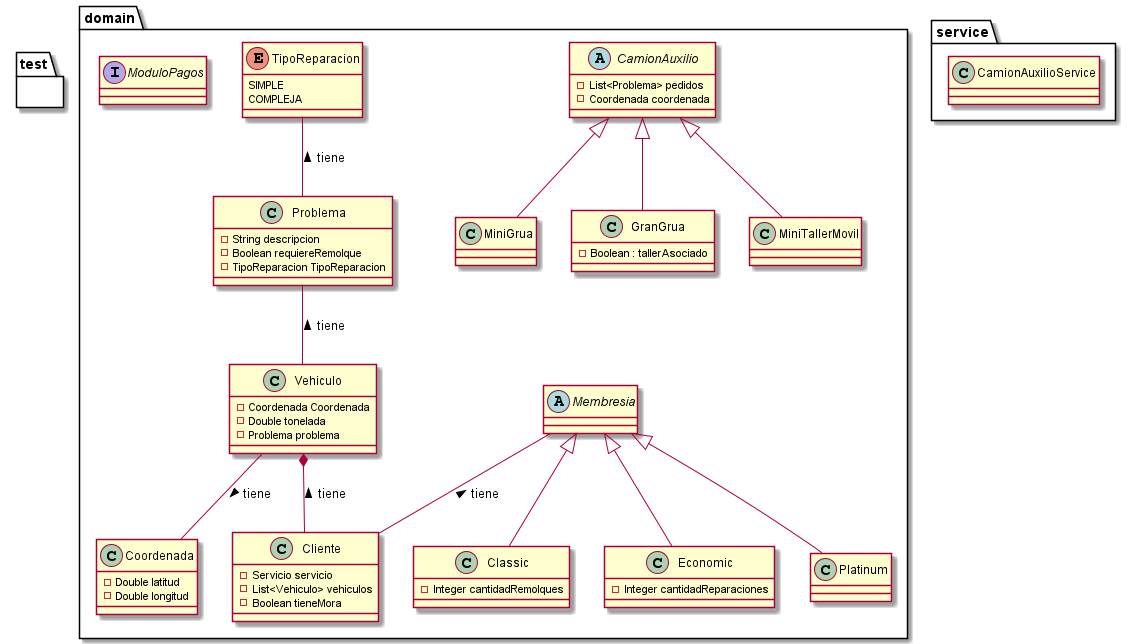 domain
test
service
I ModuloPagos
E TipoReparacion
SIMPLE
COMPLEJA
A CamionAuxilio
List<Problema> pedidos
Coordenada coordenada
C CamionAuxilioService
tiene
C Problema
String descripcion
Boolean requiereRemolque
TipoReparacion TipoReparacion
C MiniGrua
C GranGrua
Boolean : tallerAsociado
C MiniTallerMovil
tiene
C Vehiculo
Coordenada Coordenada
Double tonelada
Problema problema
A Membresia
tiene
tiene
tiene
C Coordenada
Double latitud
Double longitud
C Cliente
Servicio servicio
List<Vehiculo> vehiculos
Boolean tieneMora
C Classic
Integer cantidadRemolques
C Economic
Integer cantidadReparaciones
C Platinum